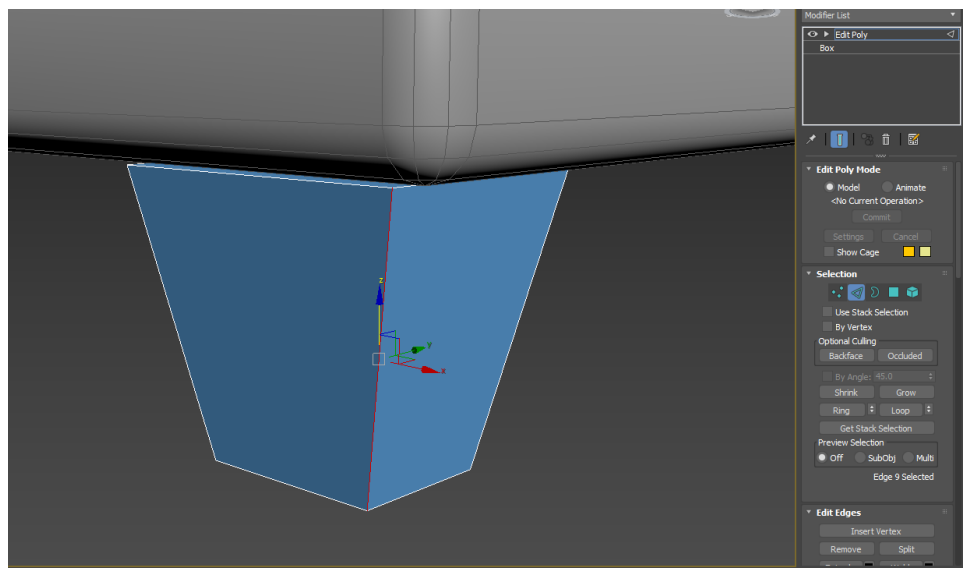 Modifier List
Edit Poly
Box
Edit Poly Mode
Model Animate
<No Current Operation>
Commit
Settings Cancel
Show Cage
Selection
Use Stack Selection
By Vertex
Optional Culling
Backface Occluded
By Angle: 45.0
Shrink Grow
Ring Loop
Get Stack Selection
Preview Selection
Off SubObj Multi
Edge 9 Selected
Edit Edges
Insert Vertex
Remove Split
z
y
x